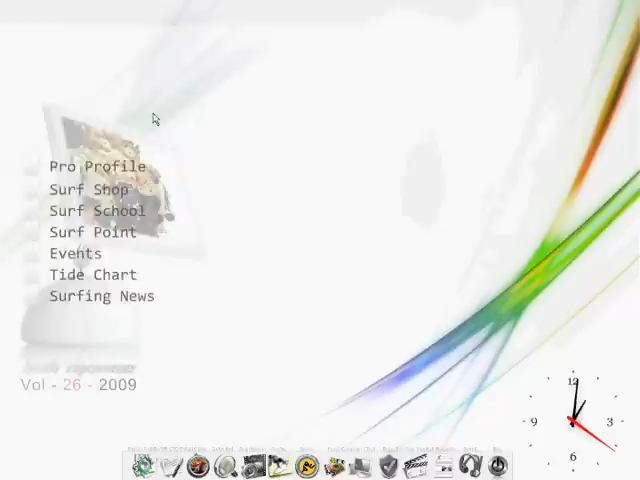 Pro Profile
Surf Shop
Surf School
Surf Point
Events
Tide Chart
Surfing News
Vol - 26 - 2009
12
9
3
6